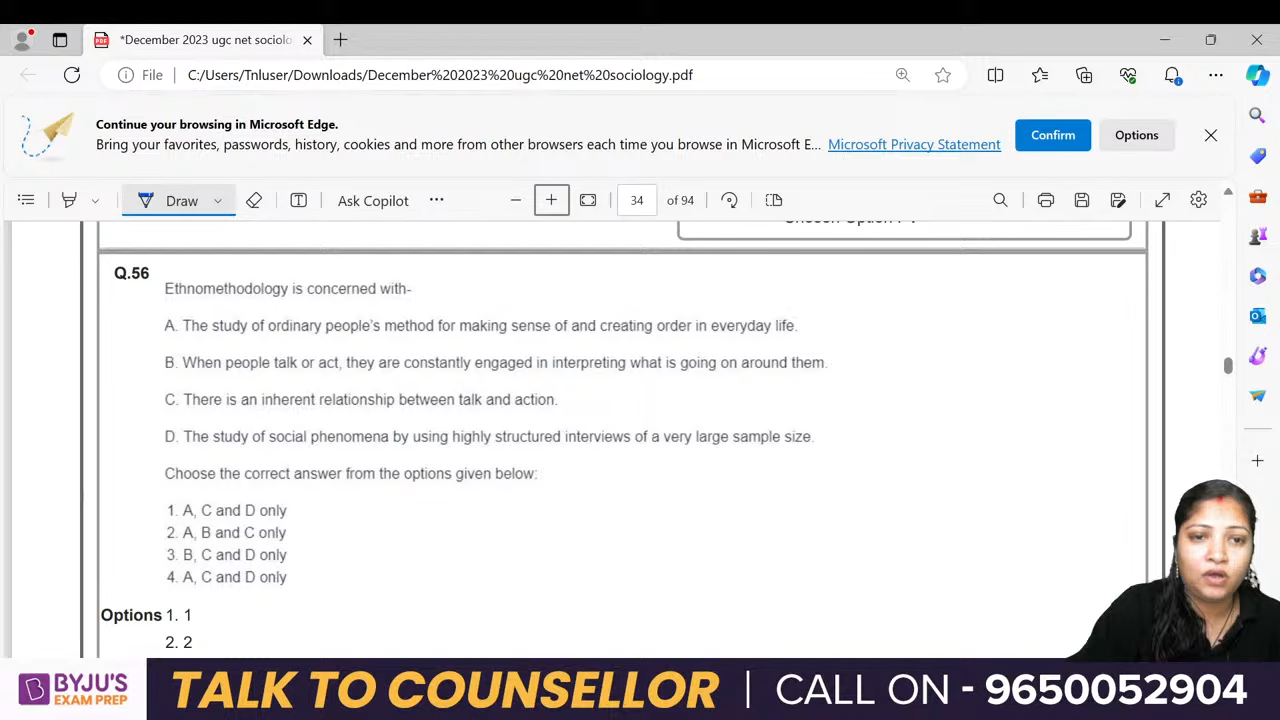 *December 2023 ugc net sociolo
File
C:/Users/Tnluser/Downloads/December%202023%20ugc%20net%20sociology.pdf
Continue your browsing in Microsoft Edge.
Bring your favorites, passwords, history, cookies and more from other browsers each time you browse in Microsoft E... Microsoft Privacy Statement
Confirm
Options
Draw
Ask Copilot
34 of 94
Q.56
Ethnomethodology is concerned with-
A. The study of ordinary people's method for making sense of and creating order in everyday life.
B. When people talk or act, they are constantly engaged in interpreting what is going on around them.
C. There is an inherent relationship between talk and action.
D. The study of social phenomena by using highly structured interviews of a very large sample size.
Choose the correct answer from the options given below:
1. A, C and D only
2. A, B and C only
3. B, C and D only
4. A, C and D only
Options 1. 1
2. 2
BYJU'S
EXAM PREP
TALK TO COUNSELLOR | CALL ON - 9650052904